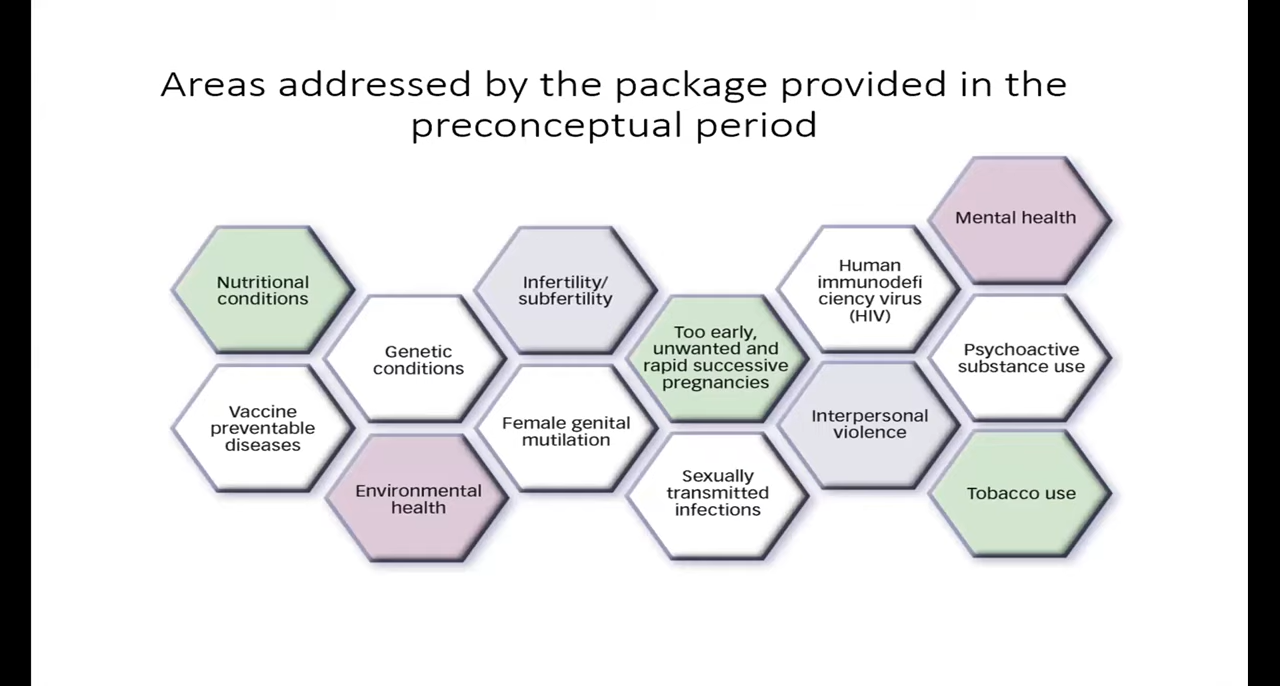 Areas addressed by the package provided in the
preconceptual period
Nutritional
conditions
Vaccine
preventable
diseases
Genetic
conditions
Environmental
health
Infertility/
subfertility
Female genital
mutilation
Too early,
unwanted and
rapid successive
pregnancies
Sexually
transmitted
infections
Human
immunodefi
ciency virus
(HIV)
Interpersonal
violence
Mental health
Psychoactive
substance use
Tobacco use